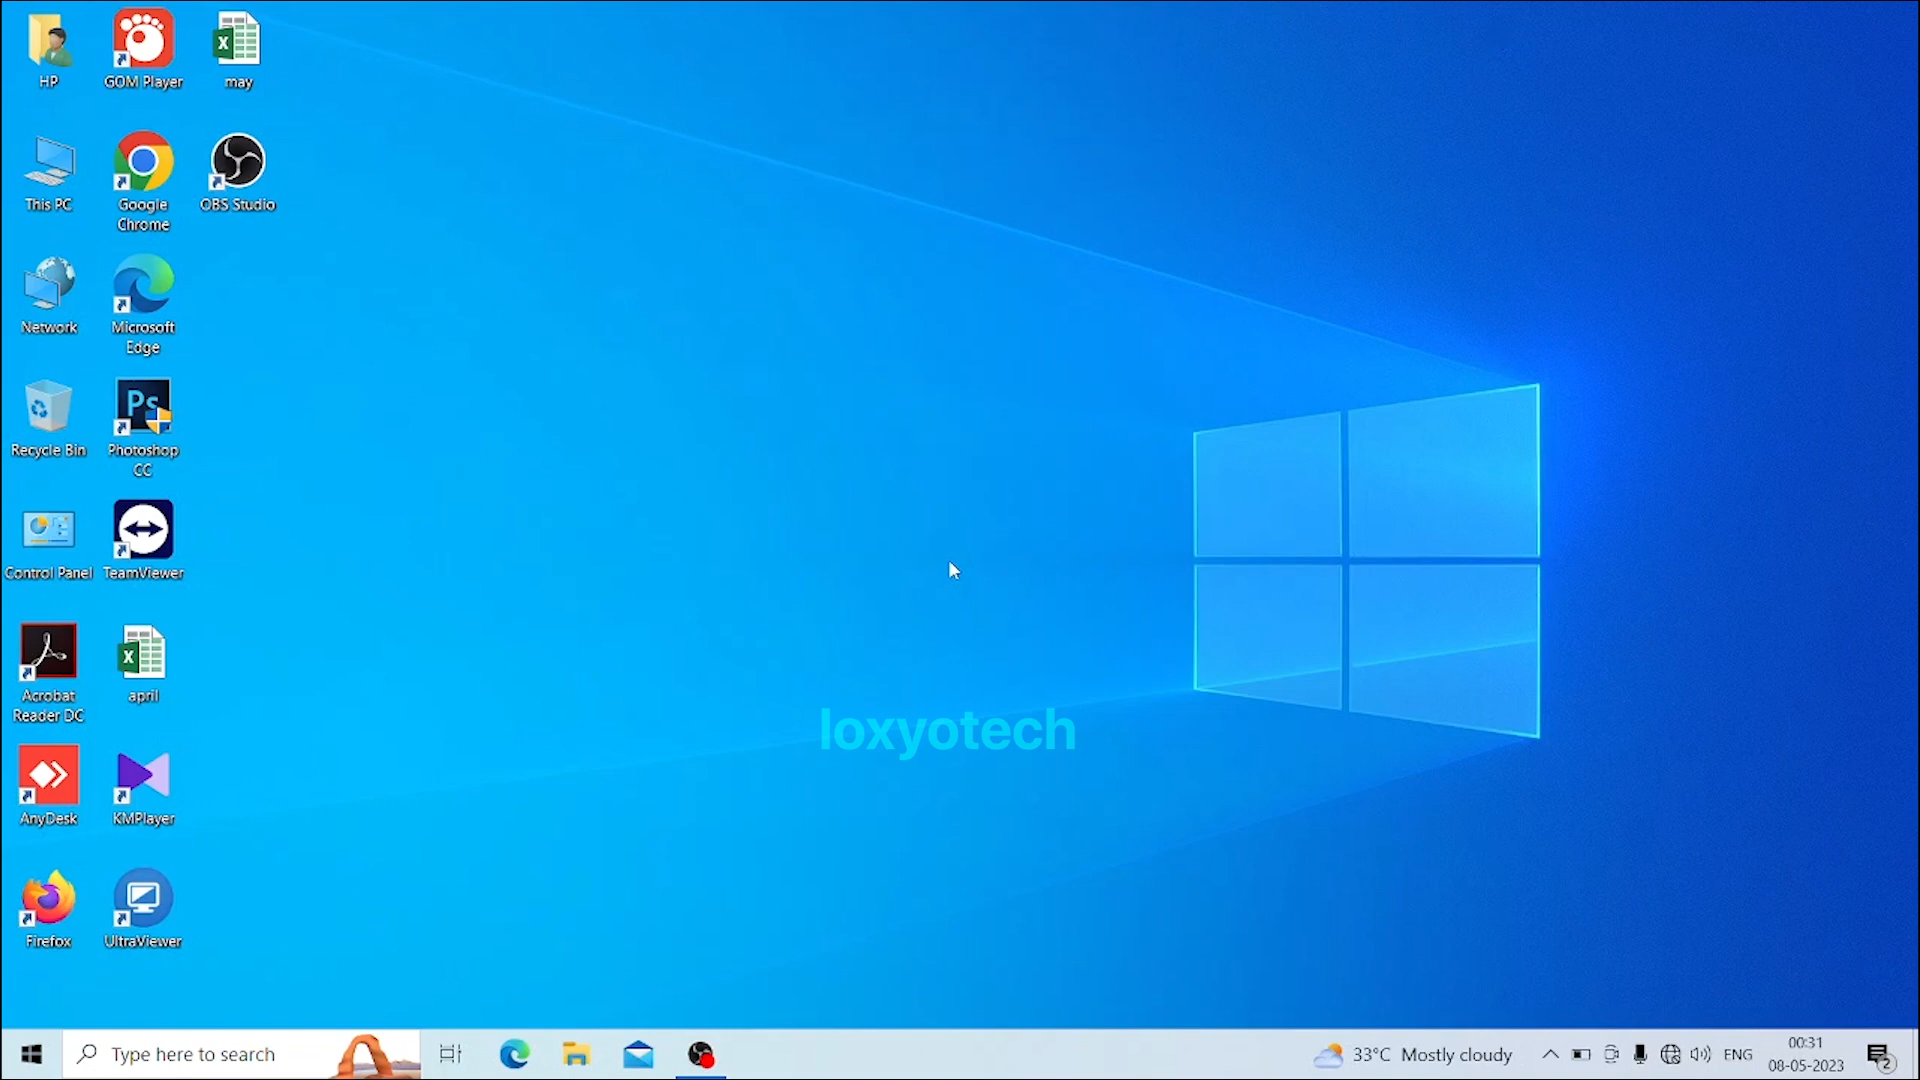 HP
GOM Player
may
This PC
Google
Chrome
OBS Studio
Network
Microsoft
Edge
Recycle Bin
Ps
Photoshop
CC
Control Panel
TeamViewer
Acrobat
Reader DC
april
loxyotech
AnyDesk
KMPlayer
Firefox
UltraViewer
Type here to search
33°C Mostly cloudy
ENG
00:31
08-05-2023
2